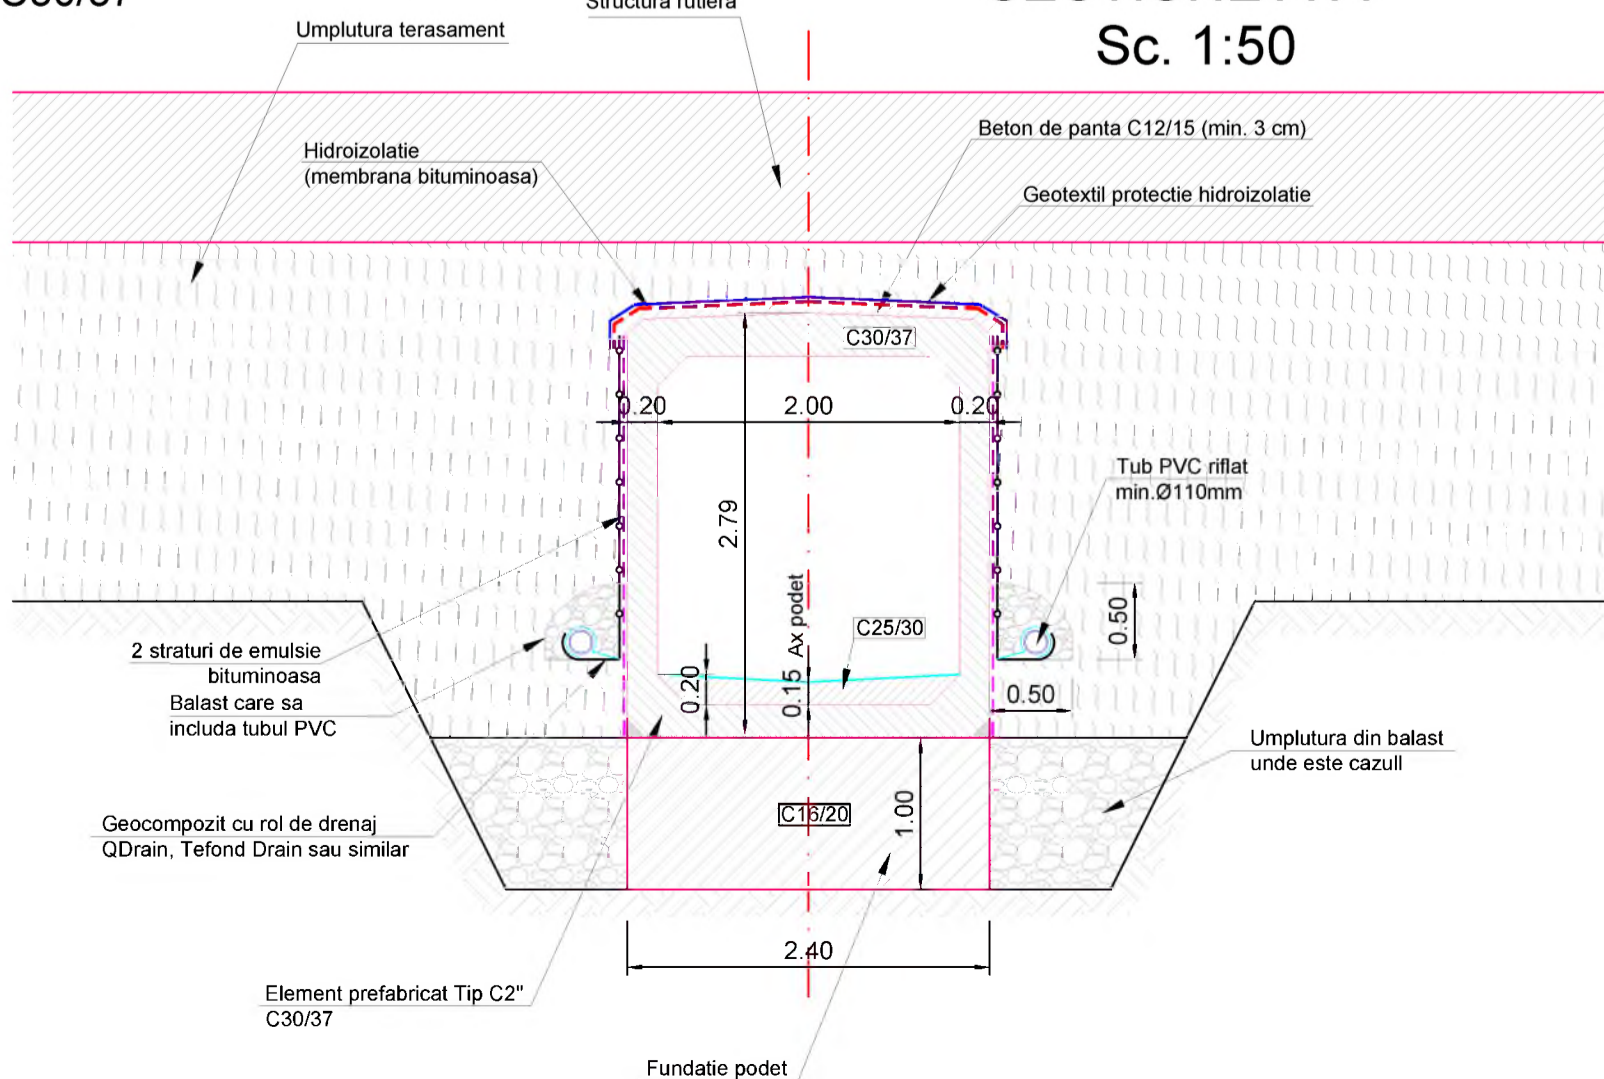 Structura rutiera
Sc. 1:50
Umplutura terasament
Beton de panta C12/15 (min. 3 cm)
Hidroizolatie
(membrana bituminoasa)
Geotextil protectie hidroizolatie
C30/37
0.20
2.00
0.20
Tub PVC riflat
min.Ø110mm
2.79
Ax podet
0.50
C25/30
2 straturi de emulsie
bituminoasa
0.20
0.15
0.50
Balast care sa
includa tubul PVC
Umplutura din balast
unde este cazull
C16/20
1.00
Geocompozit cu rol de drenaj
QDrain, Tefond Drain sau similar
2.40
Element prefabricat Tip C2"
C30/37
Fundatie podet